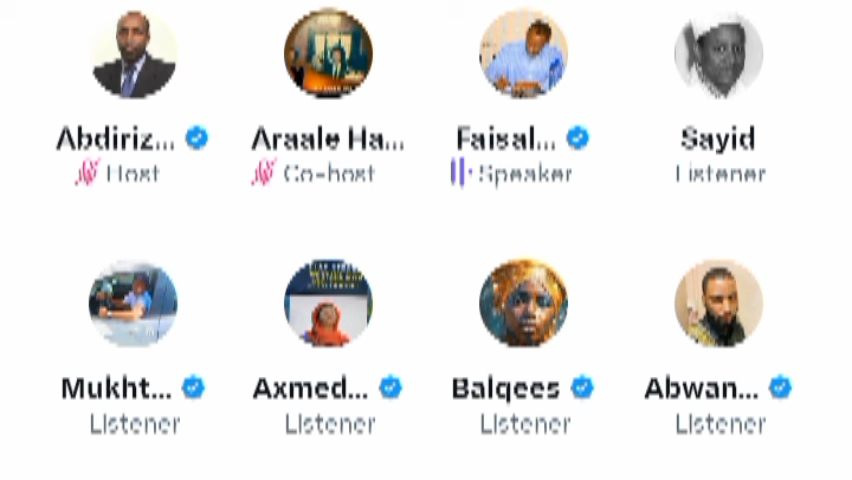 Abdiriz... Araale Ha... Faisal... Sayid
Host Co-host Speaker Listener
Mukht... Axmed... Balqees Abwan...
Listener Listener Listener Listener